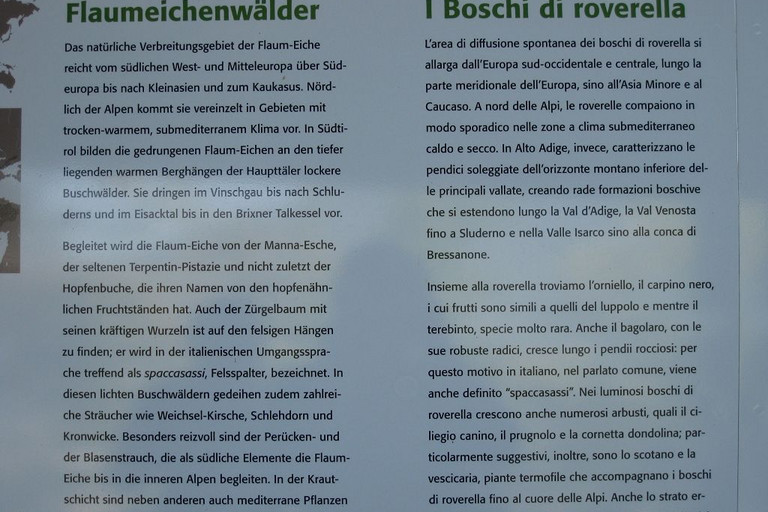 Flaumeichenwälder
Das natürliche Verbreitungsgebiet der Flaum-Eiche
reicht vom südlichen West- und Mitteleuropa über Süd-
europa bis nach Kleinasien und zum Kaukasus. Nörd-
lich der Alpen kommt sie vereinzelt in Gebieten mit
trocken-warmem, submediterranem Klima vor. In Südti-
rol bilden die gedrungenen Flaum-Eichen an den tiefer
liegenden warmen Berghängen der Haupttäler lockere
Buschwälder. Sie dringen im Vinschgau bis nach Schlu-
derns und im Eisacktal bis in den Brixner Talkessel vor.
Begleitet wird die Flaum-Eiche von der Manna-Esche,
der seltenen Terpentin-Pistazie und nicht zuletzt der
Hopfenbuche, die ihren Namen von den hopfenähn-
lichen Fruchtständen hat. Auch der Zürgelbaum mit
seinen kräftigen Wurzeln ist auf den felsigen Hängen
zu finden; er wird in der italienischen Umgangsspra-
che treffend als spaccasassi, Felsspalter, bezeichnet. In
diesen lichten Buschwäldern gedeihen zudem zahlrei-
che Sträucher wie Weichsel-Kirsche, Schlehdorn und
Kronwicke. Besonders reizvoll sind der Perücken- und
der Blasenstrauch, die als südliche Elemente die Flaum-
Eiche bis in die inneren Alpen begleiten. In der Kraut-
schicht sind neben anderen auch mediterrane Pflanzen
I Boschi di roverella
L'area di diffusione spontanea dei boschi di roverella si
allarga dall'Europa sud-occidentale e centrale, lungo la
parte meridionale dell'Europa, sino all'Asia Minore e al
Caucaso. A nord delle Alpi, le roverelle compaiono in
modo sporadico nelle zone a clima submediterraneo
caldo e secco. In Alto Adige, invece, caratterizzano le
pendici soleggiate dell'orizzonte montano inferiore del-
le principali vallate, creando rade formazioni boschive
che si estendono lungo la Val d'Adige, la Val Venosta
fino a Sluderno e nella Valle Isarco sino alla conca di
Bressanone.
Insieme alla roverella troviamo l'orniello, il carpino nero,
i cui frutti sono simili a quelli del luppolo e mentre il
terebinto, specie molto rara. Anche il bagolaro, con le
sue robuste radici, cresce lungo i pendii rocciosi: per
questo motivo in italiano, nel parlato comune, viene
anche definito “spaccasassi”. Nei luminosi boschi di
roverella crescono anche numerosi arbusti, quali il ci-
liegio canino, il prugnolo e la cornetta dondolina; par-
ticolarmente suggestivi, inoltre, sono lo scotano e la
vescicaria, piante termofile che accompagnano i boschi
di roverella fino al cuore delle Alpi. Anche lo strato er-